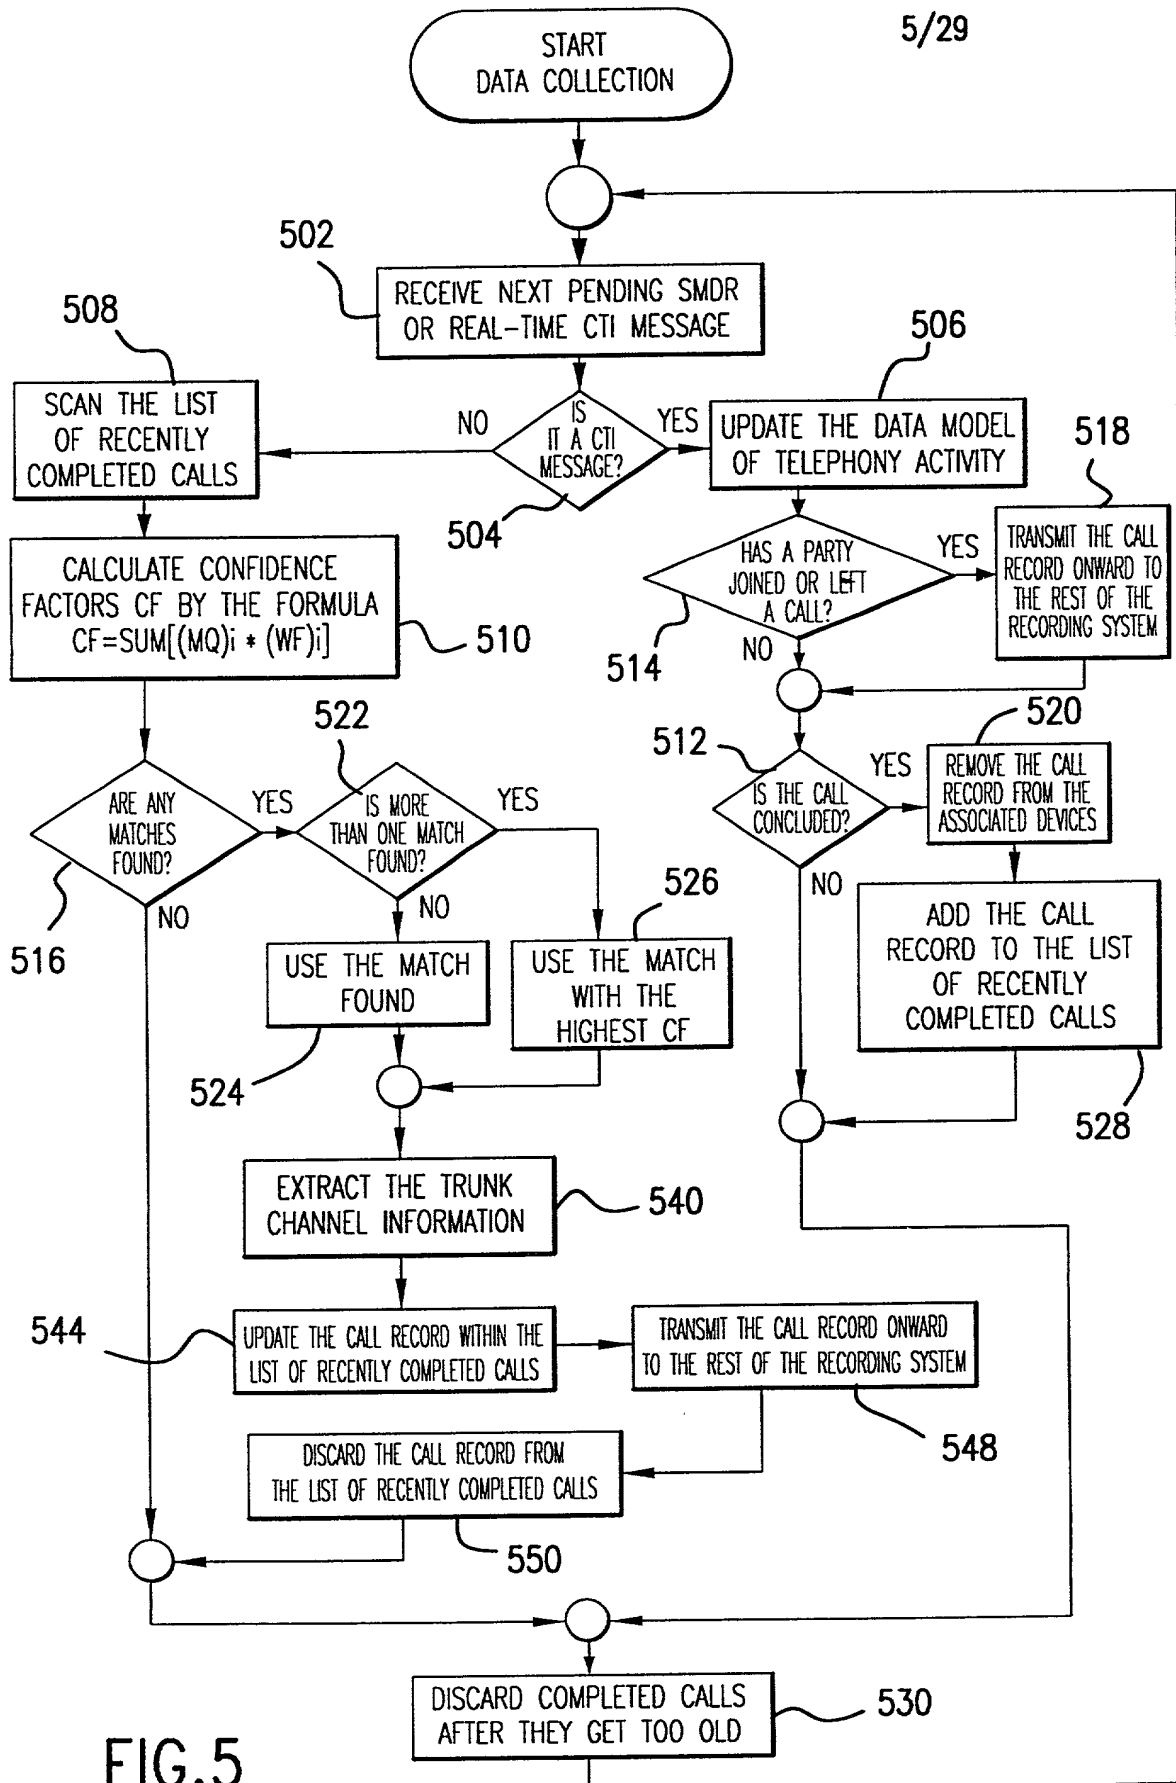 5/29
START
DATA COLLECTION
502
RECEIVE NEXT PENDING SMDR
OR REAL-TIME CTI MESSAGE
508
SCAN THE LIST
OF RECENTLY
COMPLETED CALLS
NO
IS
IT A CTI
MESSAGE?
YES
504
506
UPDATE THE DATA MODEL
OF TELEPHONY ACTIVITY
518
TRANSMIT THE CALL
RECORD ONWARD TO
THE REST OF THE
RECORDING SYSTEM
HAS A PARTY
JOINED OR LEFT
A CALL?
YES
NO
514
CALCULATE CONFIDENCE
FACTORS CF BY THE FORMULA
CF=SUM[(MQ)i * (WF)i]
510
512
IS THE CALL
CONCLUDED?
YES
NO
520
REMOVE THE CALL
RECORD FROM THE
ASSOCIATED DEVICES
522
ARE ANY
MATCHES
FOUND?
YES
NO
516
IS MORE
THAN ONE MATCH
FOUND?
YES
NO
526
USE THE MATCH
FOUND
524
USE THE MATCH
WITH THE
HIGHEST CF
ADD THE CALL
RECORD TO THE LIST
OF RECENTLY
COMPLETED CALLS
528
EXTRACT THE TRUNK
CHANNEL INFORMATION
540
544
UPDATE THE CALL RECORD WITHIN THE
LIST OF RECENTLY COMPLETED CALLS
TRANSMIT THE CALL RECORD ONWARD
TO THE REST OF THE RECORDING SYSTEM
548
DISCARD THE CALL RECORD FROM
THE LIST OF RECENTLY COMPLETED CALLS
550
DISCARD COMPLETED CALLS
AFTER THEY GET TOO OLD
530
FIG.5